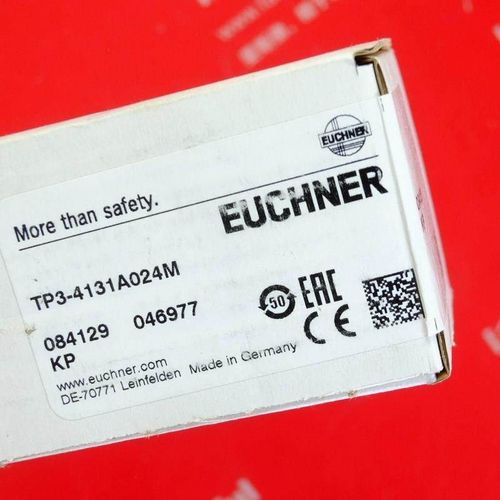 EUCHNER
More than safety.
EUCHNER
TP3-4131A024M
084129 046977
KP
50
EAC
CE
www.euchner.com
DE-70771 Leinfelden Made in Germany